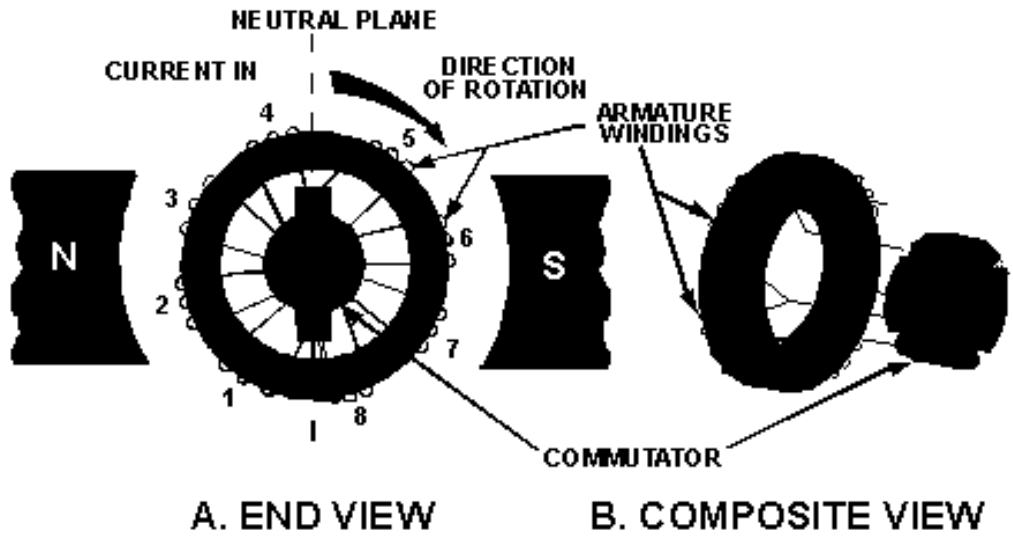 NEUTRAL PLANE
CURRENT IN
DIRECTION
OF ROTATION
ARMATURE
WINDINGS
4
5
3
N
6
S
2
7
1
8
COMMUTATOR
A. END VIEW
B. COMPOSITE VIEW